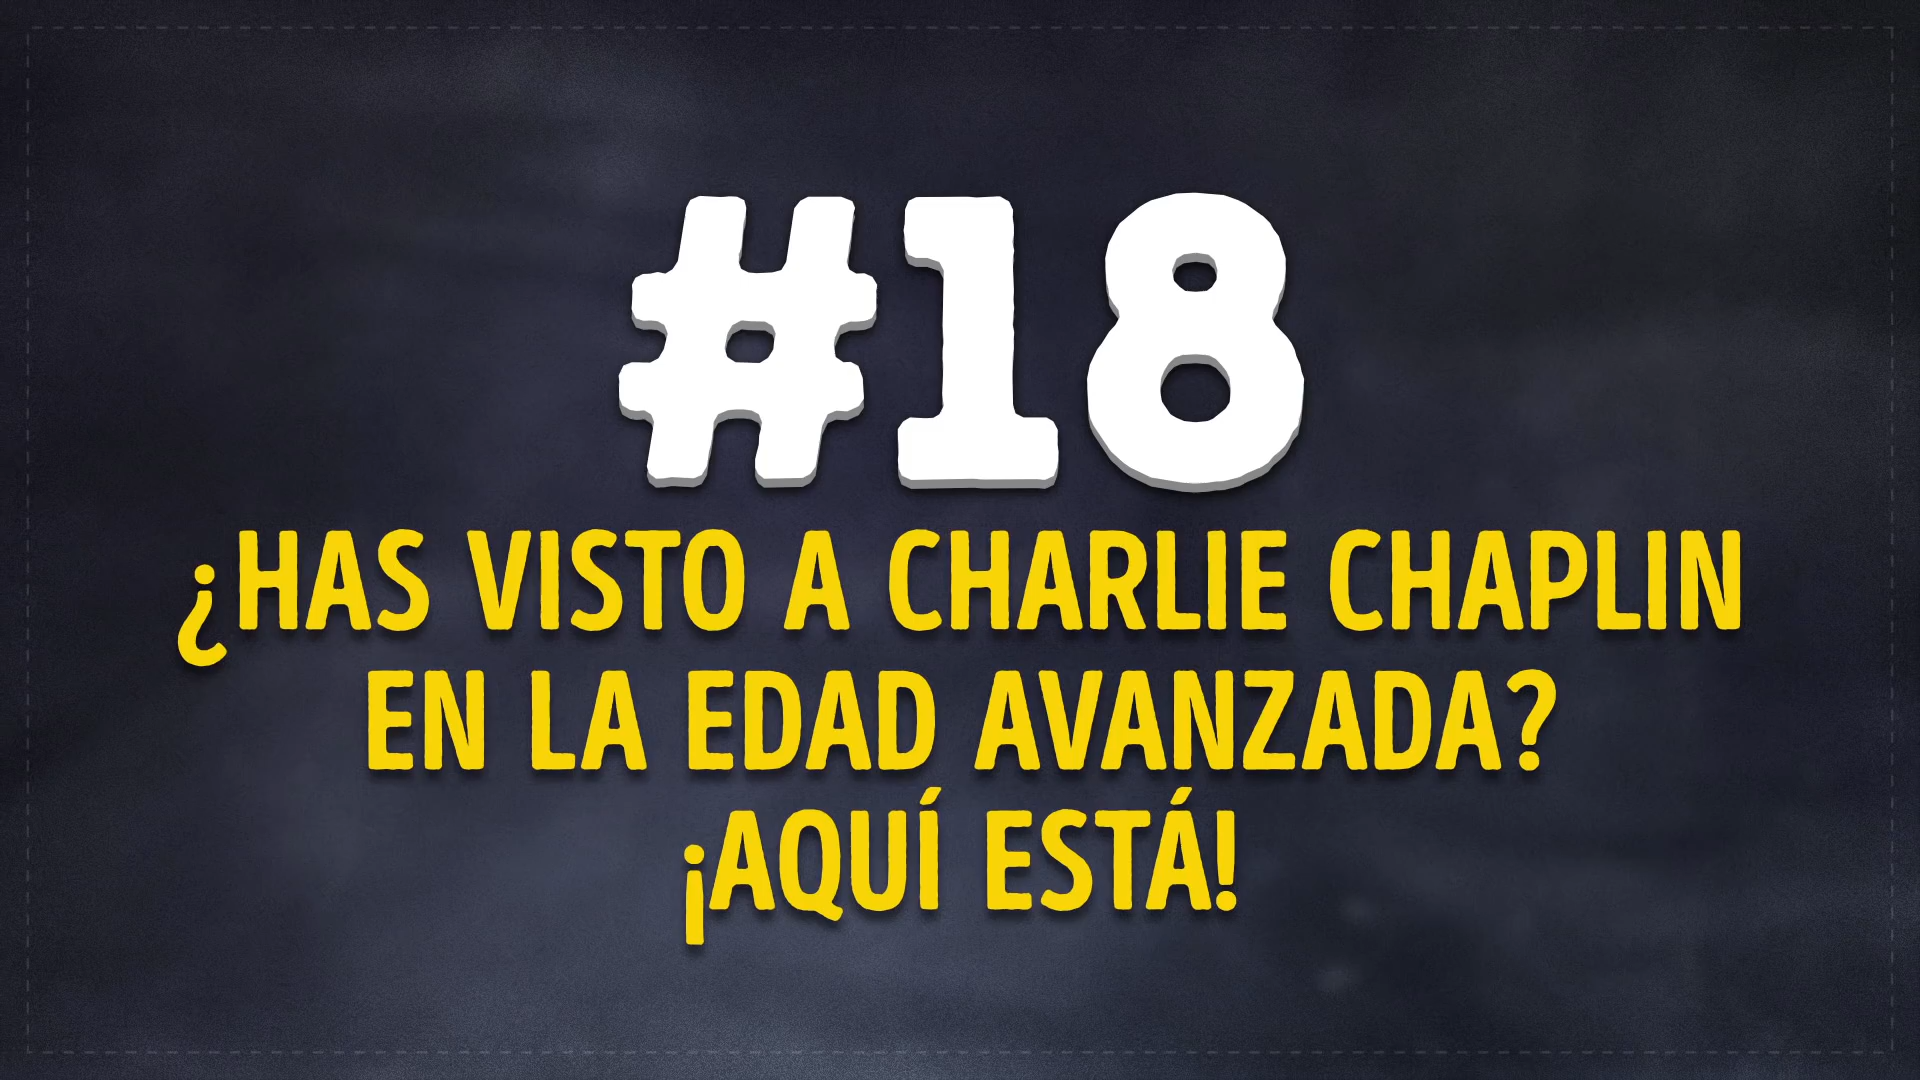 #18
¿HAS VISTO A CHARLIE CHAPLIN
EN LA EDAD AVANZADA?
¡AQUÍ ESTÁ!